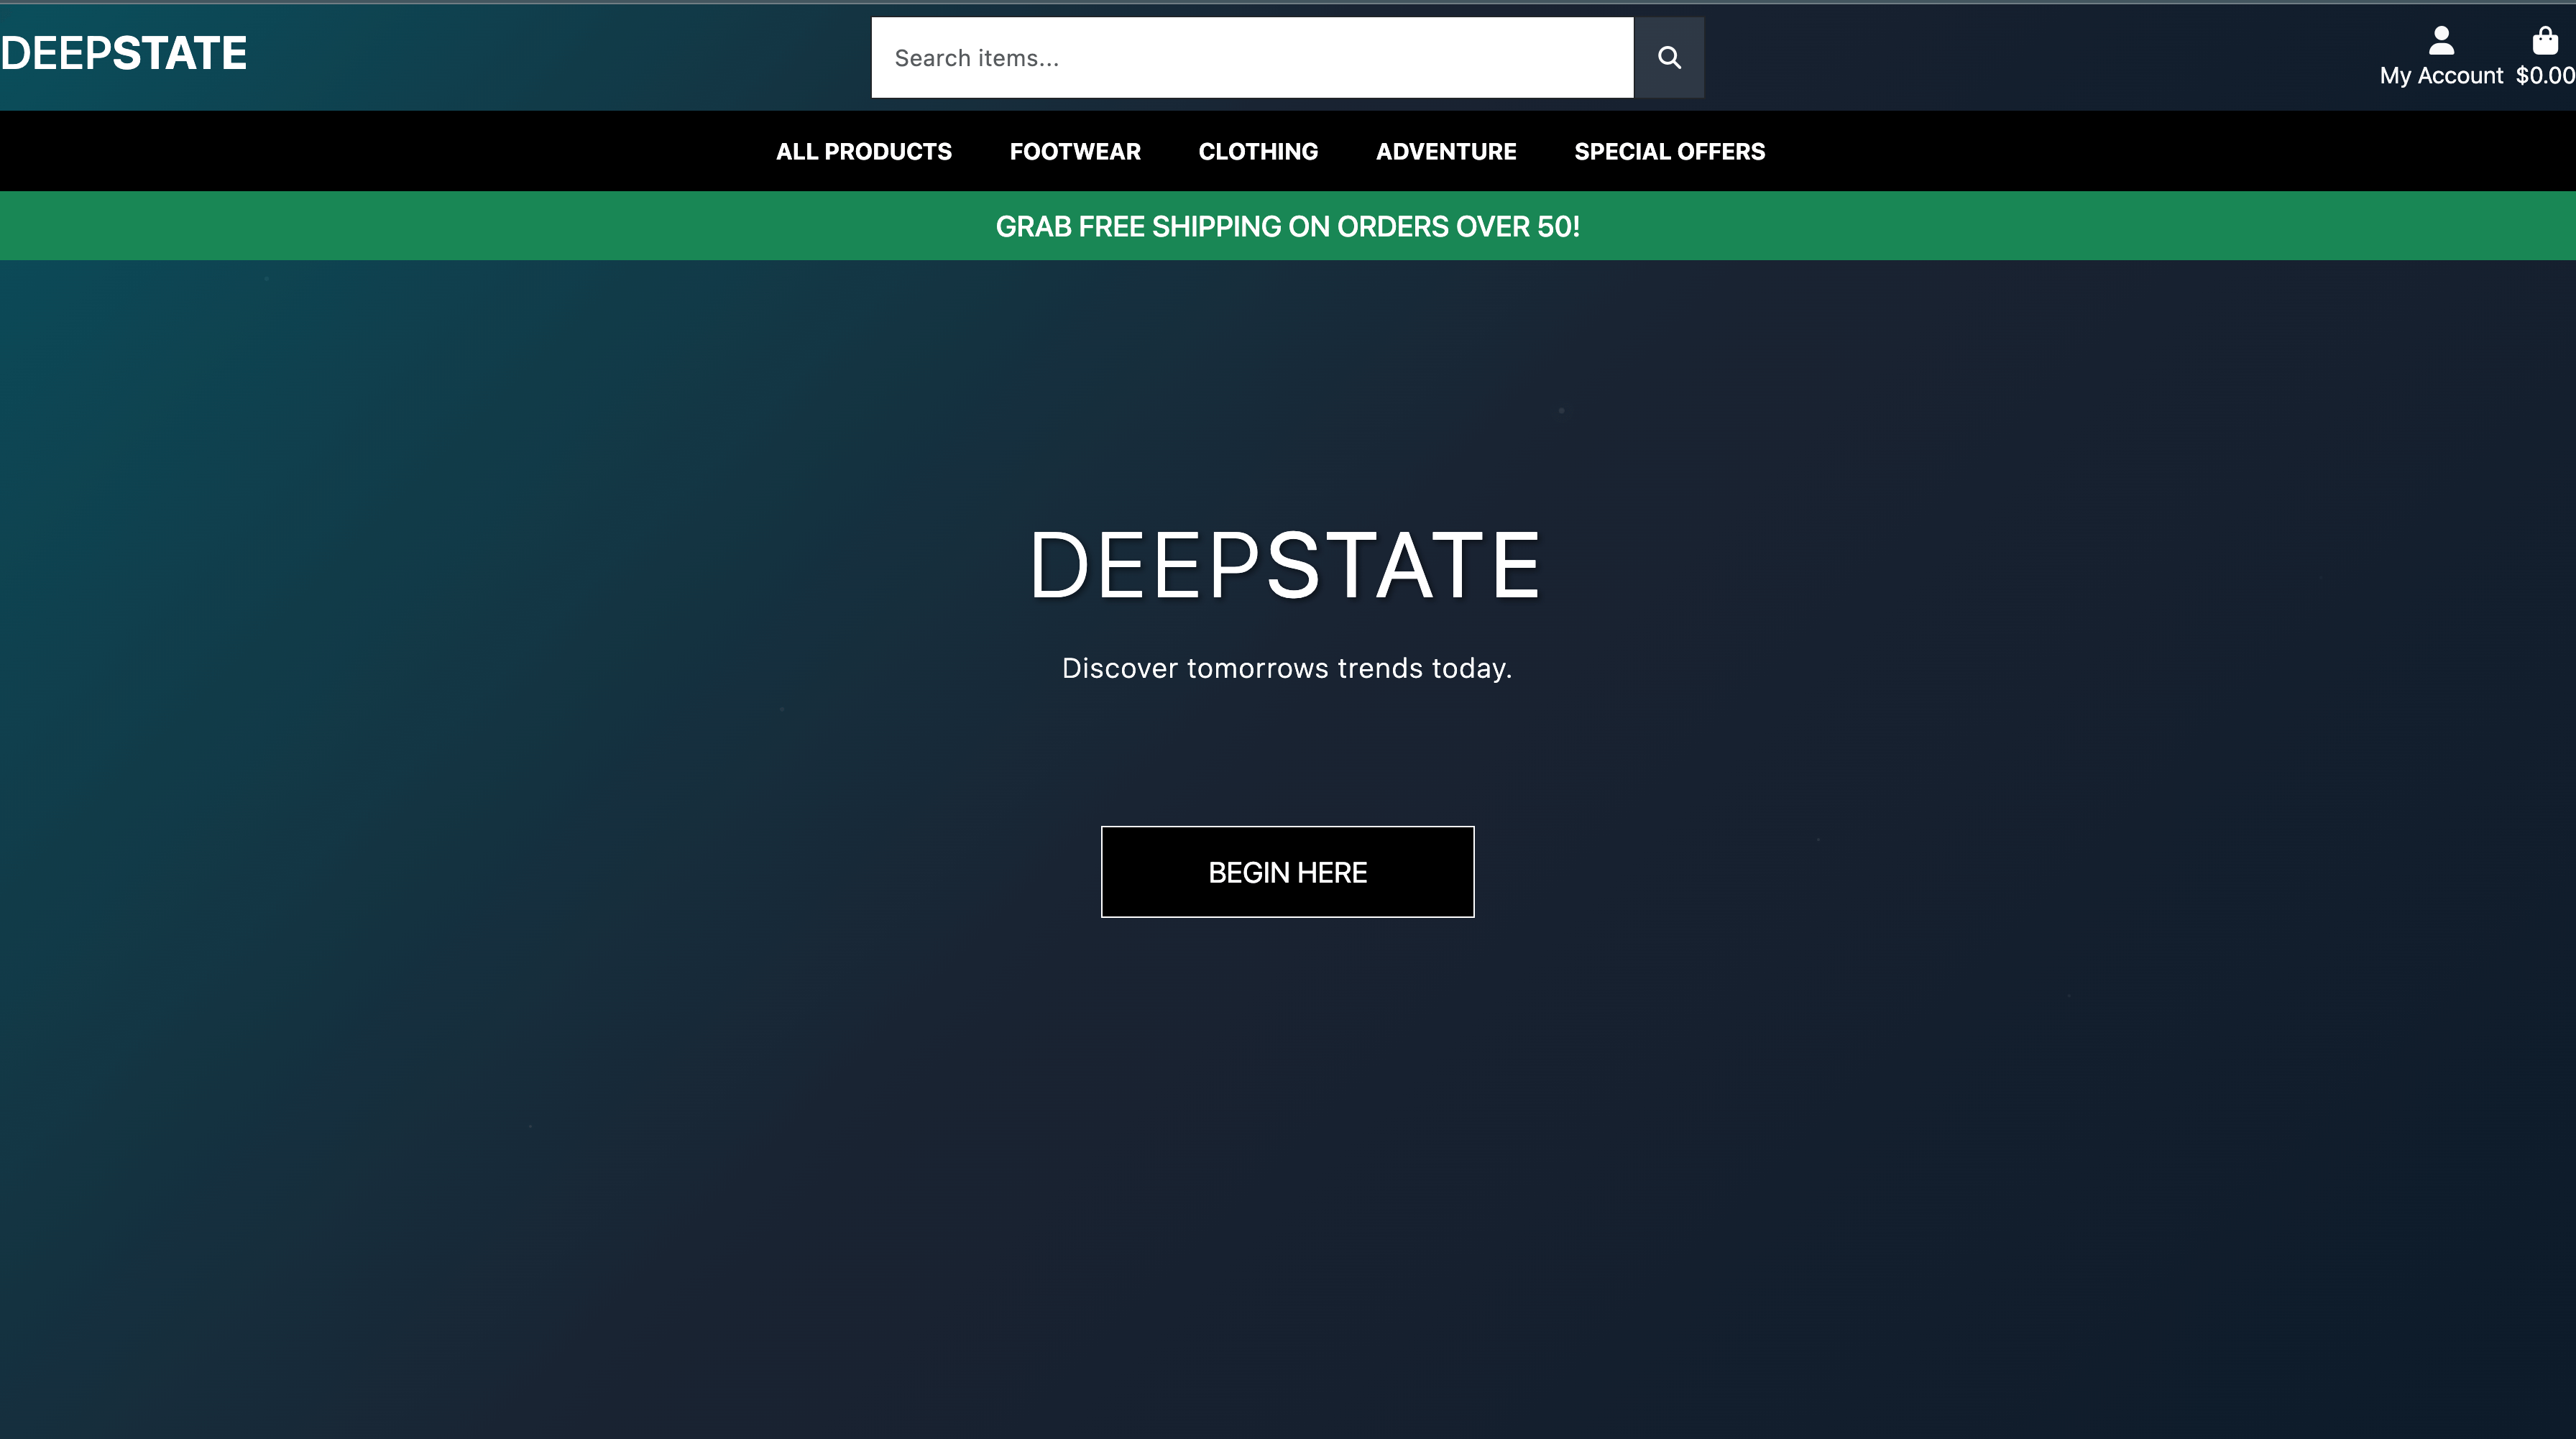 DEEPSTATE
Search items...
My Account $0.00
ALL PRODUCTS FOOTWEAR CLOTHING ADVENTURE SPECIAL OFFERS
GRAB FREE SHIPPING ON ORDERS OVER 50!
DEEPSTATE
Discover tomorrows trends today.
BEGIN HERE